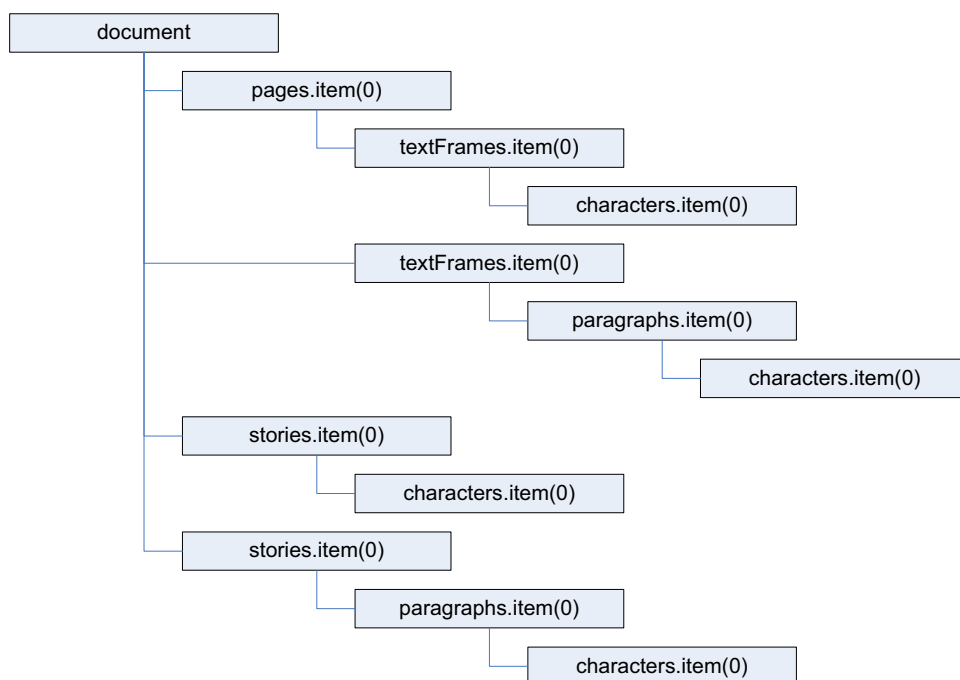 document
pages.item(0)
textFrames.item(0)
characters.item(0)
textFrames.item(0)
paragraphs.item(0)
characters.item(0)
stories.item(0)
characters.item(0)
stories.item(0)
paragraphs.item(0)
characters.item(0)